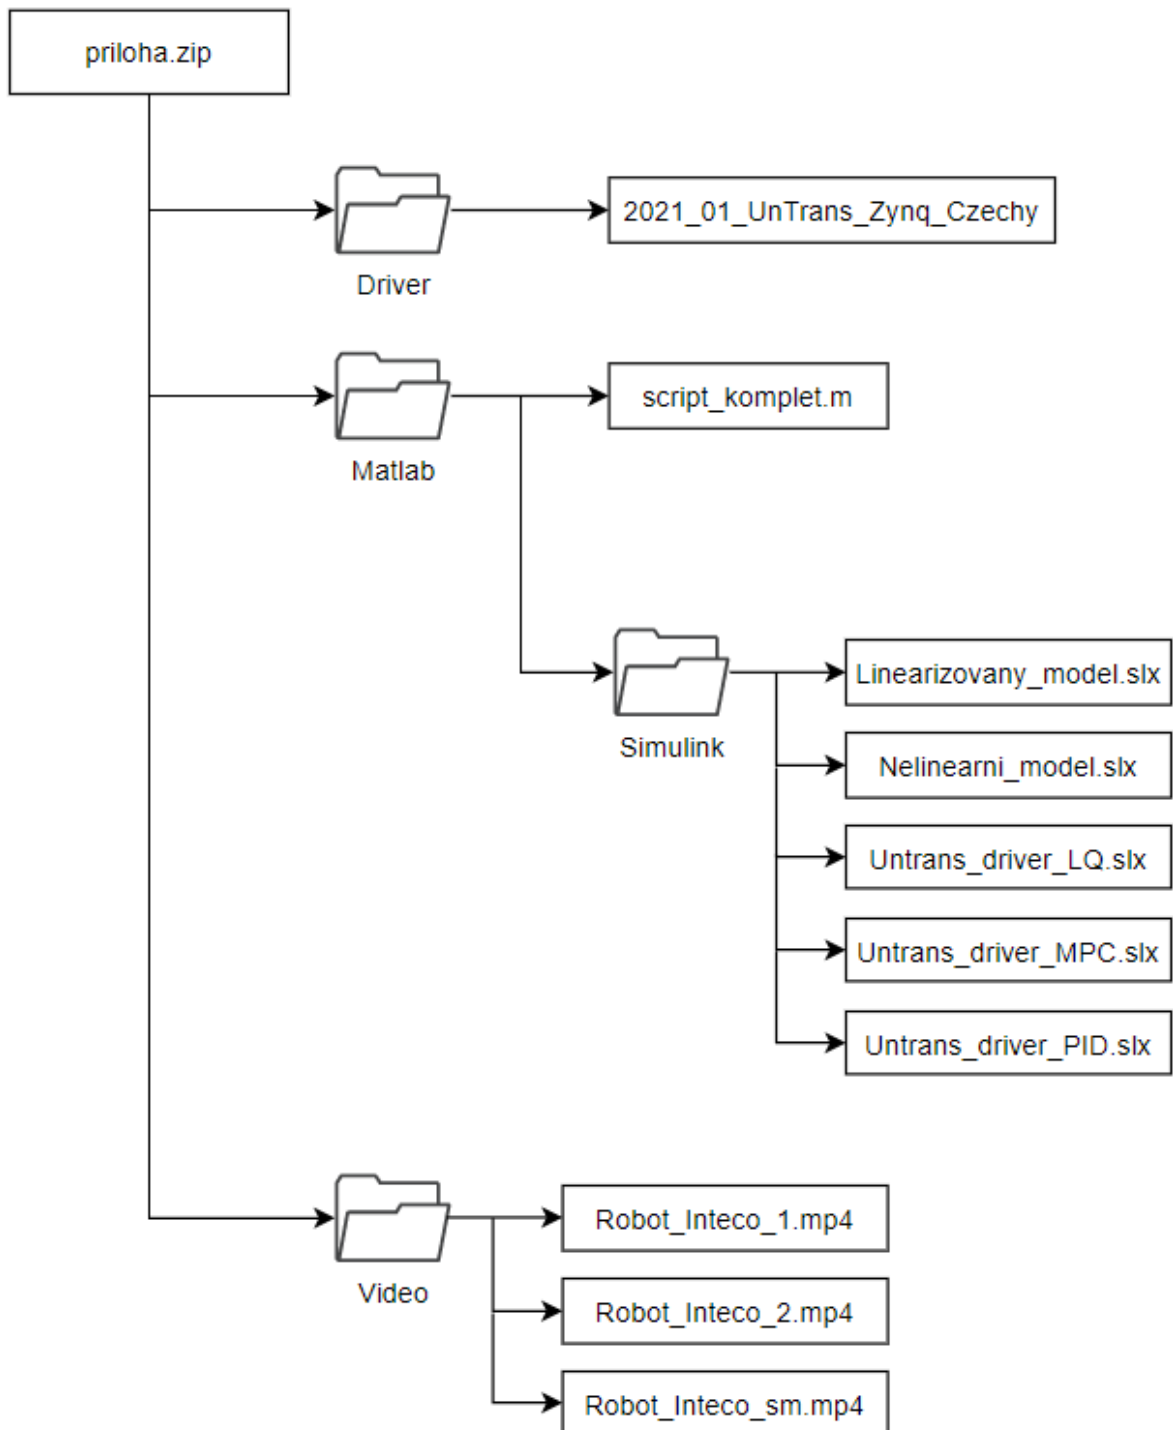 priloha.zip
2021_01_UnTrans_Zynq_Czechy
Driver
script_komplet.m
Matlab
Linearizovany_model.slx
Simulink
Nelinearni_model.slx
Untrans_driver_LQ.slx
Untrans_driver_MPC.slx
Untrans_driver_PID.slx
Robot_Inteco_1.mp4
Video
Robot_Inteco_2.mp4
Robot_Inteco_sm.mp4